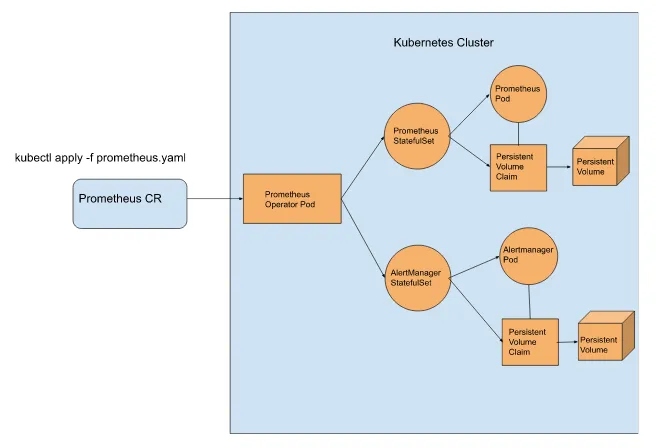 Kubernetes Cluster
Prometheus
Pod
Prometheus
StatefulSet
Persistent
Volume
Claim
Persistent
Volume
kubectl apply -f prometheus.yaml
Prometheus CR
Prometheus
Operator Pod
Alertmanager
Pod
AlertManager
StatefulSet
Persistent
Volume
Claim
Persistent
Volume